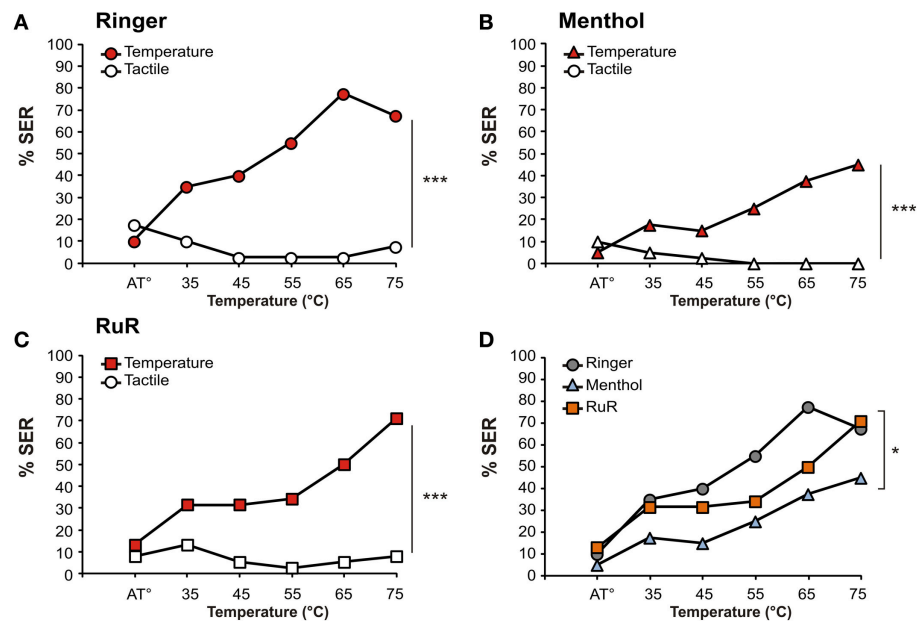 A Ringer
% SER
100
90
80
70
60
50
40
30
20
10
0
Temperature
Tactile
***
AT° 35 45 55 65 75
Temperature (°C)
B Menthol
% SER
100
90
80
70
60
50
40
30
20
10
0
Temperature
Tactile
***
AT° 35 45 55 65 75
Temperature (°C)
C RuR
% SER
100
90
80
70
60
50
40
30
20
10
0
Temperature
Tactile
***
AT° 35 45 55 65 75
Temperature (°C)
D
% SER
100
90
80
70
60
50
40
30
20
10
0
Ringer
Menthol
RuR
*
AT° 35 45 55 65 75
Temperature (°C)